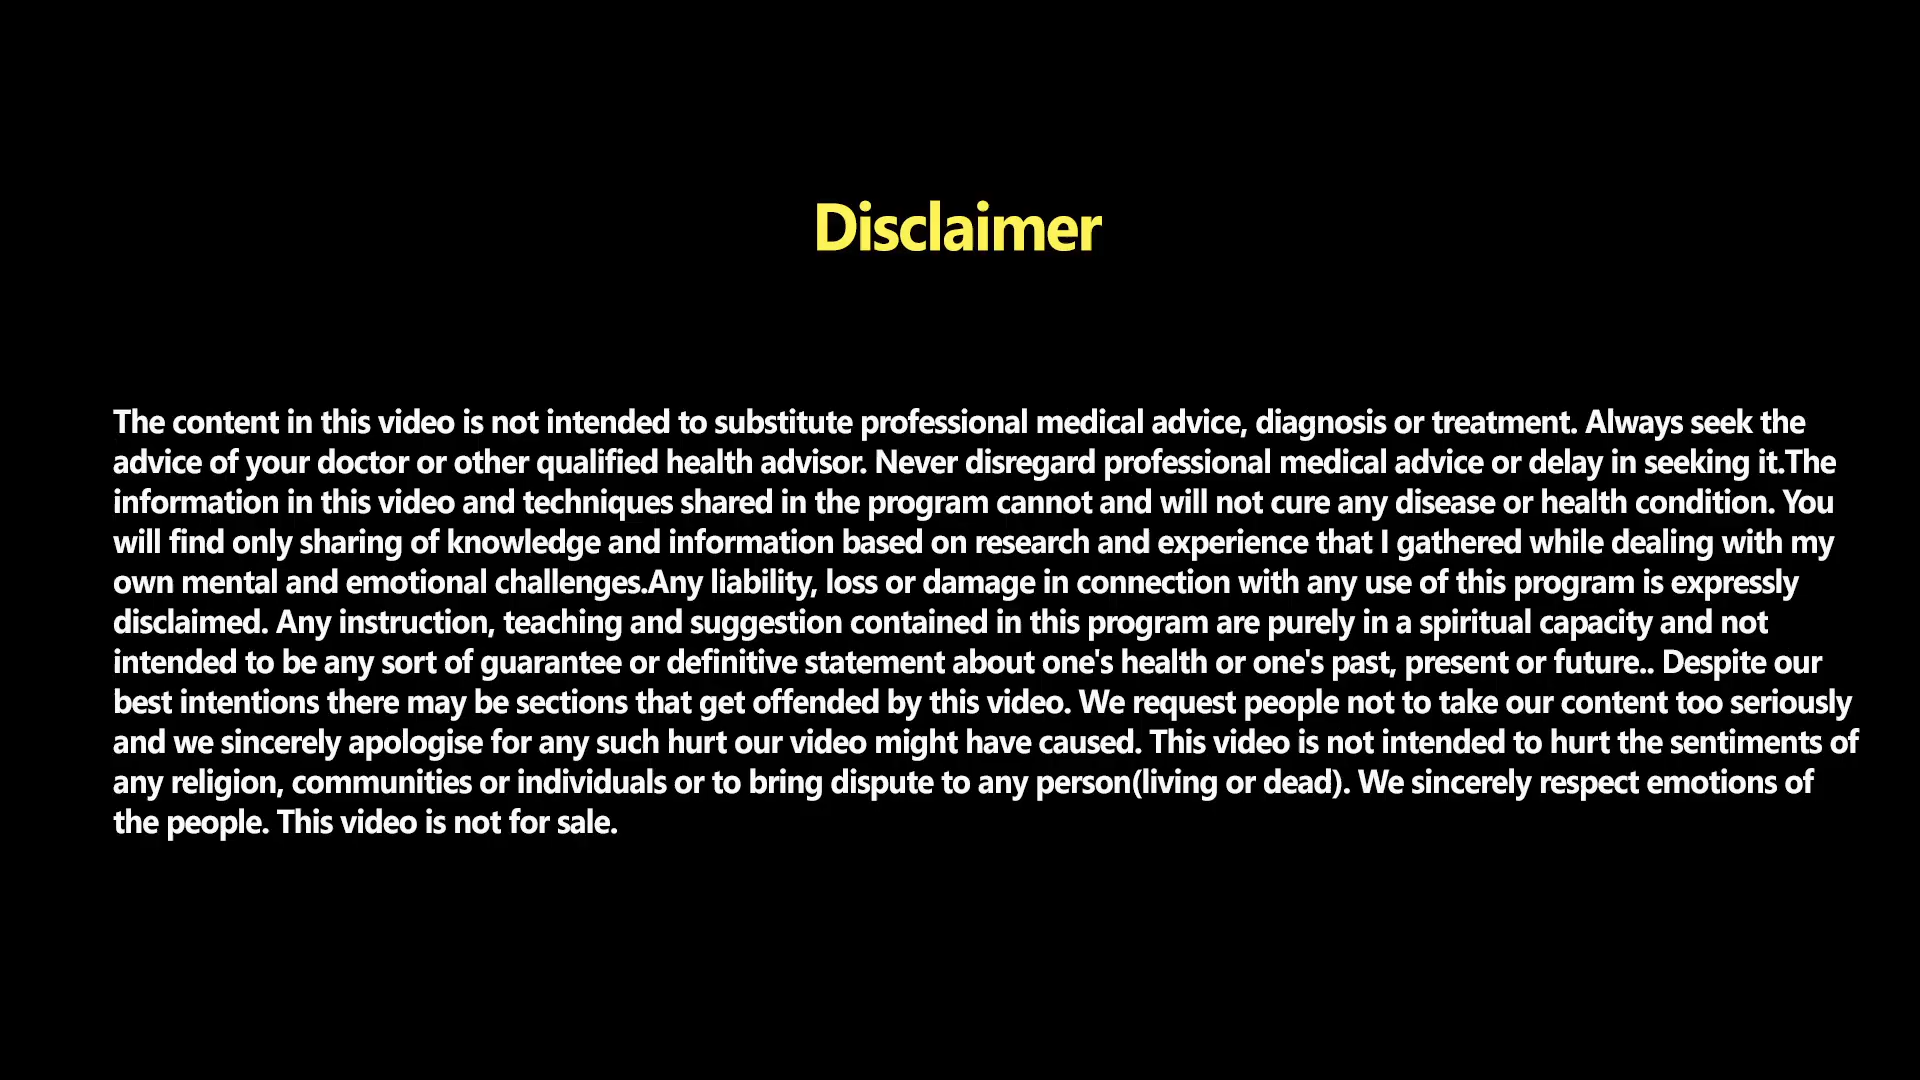 Disclaimer
The content in this video is not intended to substitute professional medical advice, diagnosis or treatment. Always seek the
advice of your doctor or other qualified health advisor. Never disregard professional medical advice or delay in seeking it.The
information in this video and techniques shared in the program cannot and will not cure any disease or health condition. You
will find only sharing of knowledge and information based on research and experience that I gathered while dealing with my
own mental and emotional challenges.Any liability, loss or damage in connection with any use of this program is expressly
disclaimed. Any instruction, teaching and suggestion contained in this program are purely in a spiritual capacity and not
intended to be any sort of guarantee or definitive statement about one's health or one's past, present or future.. Despite our
best intentions there may be sections that get offended by this video. We request people not to take our content too seriously
and we sincerely apologise for any such hurt our video might have caused. This video is not intended to hurt the sentiments of
any religion, communities or individuals or to bring dispute to any person(living or dead). We sincerely respect emotions of
the people. This video is not for sale.